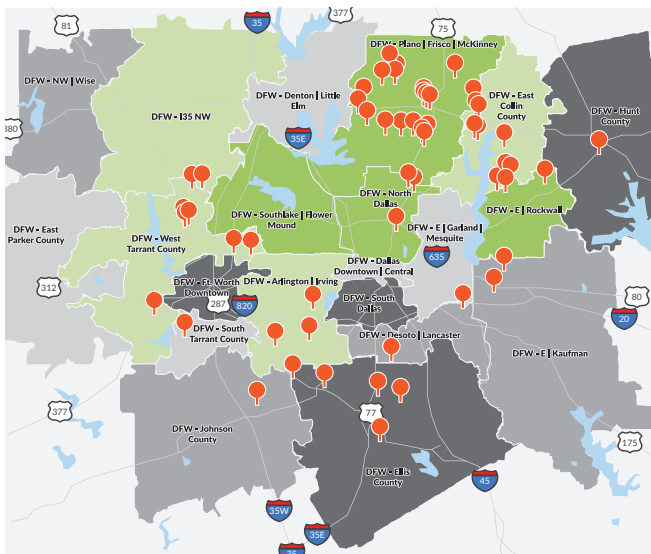 35
377
81
75
DFW - Plano | Frisco | McKinney
DFW - NW | Wise
DFW - Denton | Little
Elm
DFW - East
Collin
County
DFW - I35 NW
DFW - Hunt
County
380
35E
DFW - North
Dallas
DFW - Southlake | Flower
Mound
DFW - E | Rockwall
DFW - East
Parker County
DFW - West
Tarrant County
DFW - E | Garland |
Mesquite
635
DFW - Dallas
Downtown | Central
312
DFW - Ft. Worth
Downtown
DFW - Arlington | Irving
287
820
80
DFW - South
Dallas
20
DFW - South
Tarrant County
DFW - Desoto | Lancaster
DFW - E | Kaufman
377
77
DFW - Johnson
County
175
DFW - Ellis
County
45
35W
35E
35